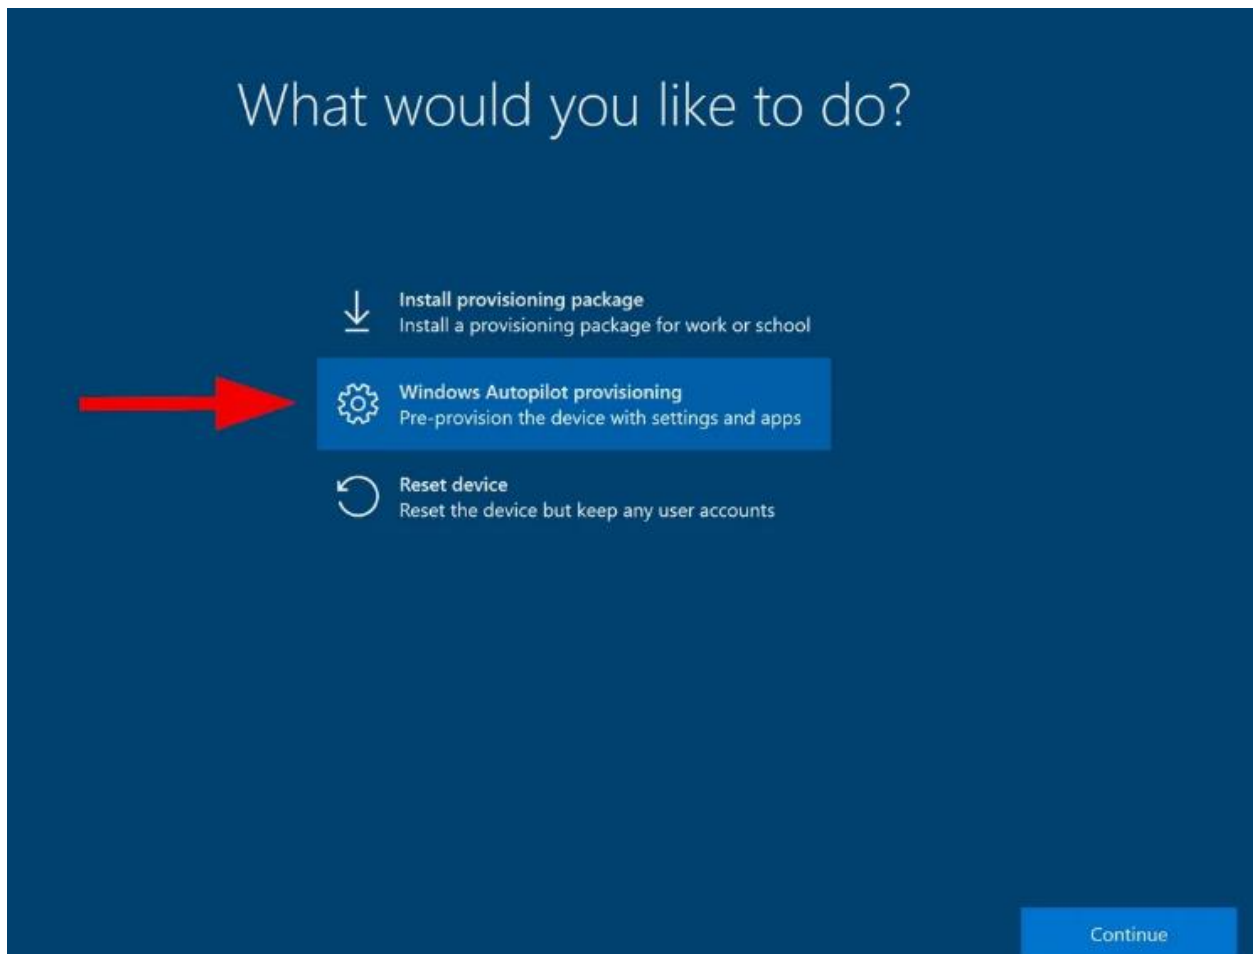 What would you like to do?
Install provisioning package
Install a provisioning package for work or school
Windows Autopilot provisioning
Pre-provision the device with settings and apps
Reset device
Reset the device but keep any user accounts
Continue